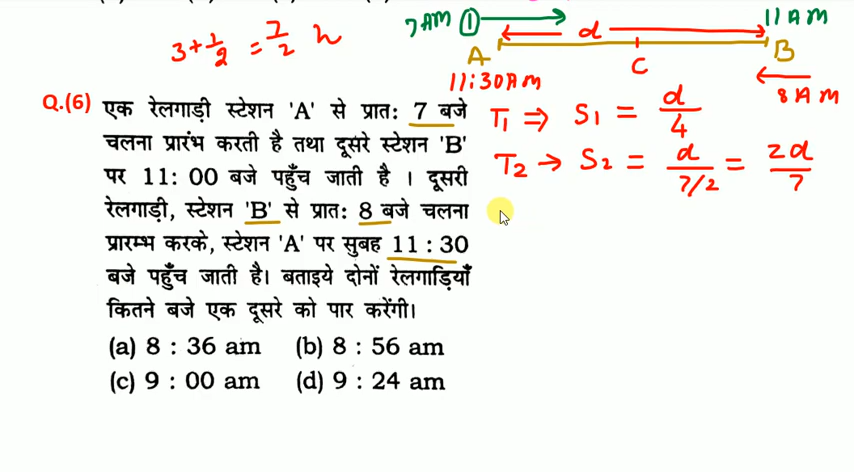 7AM ① 11AM
3+1/2 = 7/2 h
d
A C B
11:30AM 8AM
Q.(6) एक रेलगाड़ी स्टेशन 'A' से प्रात: 7 बजे
चलना प्रारंभ करती है तथा दूसरे स्टेशन 'B'
पर 11: 00 बजे पहुँच जाती है । दूसरी
रेलगाड़ी, स्टेशन 'B' से प्रात: 8 बजे चलना
प्रारम्भ करके, स्टेशन 'A' पर सुबह 11 : 30
बजे पहुँच जाती है। बताइये दोनों रेलगाड़ियाँ
कितने बजे एक दूसरे को पार करेंगी।
(a) 8 : 36 am (b) 8 : 56 am
(c) 9 : 00 am (d) 9 : 24 am
T₁ ⇒ S₁ = d/4
T₂ → S₂ = d/7/2 = 2d/7